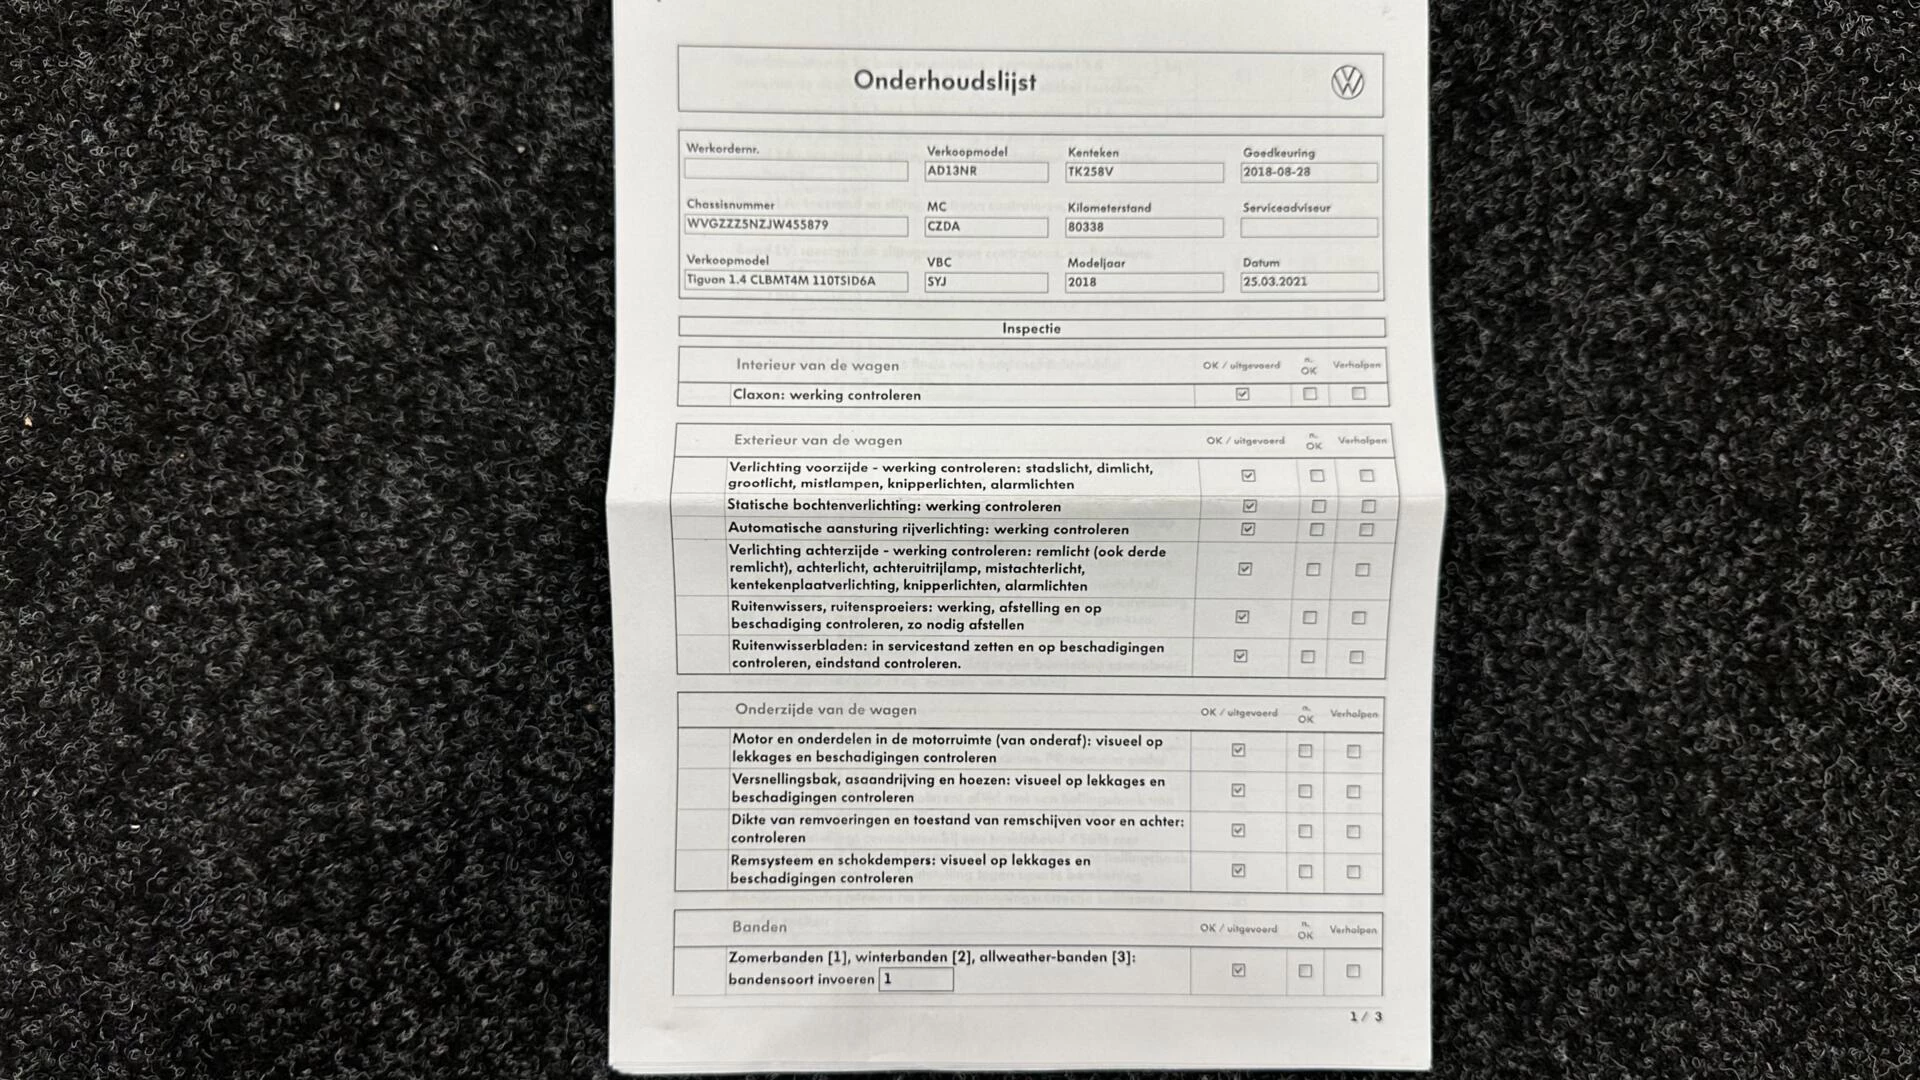 Onderhoudslijst
Werkordernr. Verkoopmodel Kenteken Goedkeuring
AD13NR TK258V 2018-08-28
Chassisnummer MC Kilometerstand Serviceadviseur
WVGZZZ5NZJW455879 CZDA 80338
Verkoopmodel VBC Modeljaar Datum
Tiguan 1.4 CLBMT4M 110TSID6A SYJ 2018 25.03.2021
Inspectie
Interieur van de wagen OK / uitgevoerd n. OK Verholpen
Claxon: werking controleren
Exterieur van de wagen OK / uitgevoerd n. OK Verholpen
Verlichting voorzijde - werking controleren: stadslicht, dimlicht,
grootlicht, mistlampen, knipperlichten, alarmlichten
Statische bochtenverlichting: werking controleren
Automatische aansturing rijverlichting: werking controleren
Verlichting achterzijde - werking controleren: remlicht (ook derde
remlicht), achterlicht, achteruitrijlamp, mistachterlicht,
kentekenplaatverlichting, knipperlichten, alarmlichten
Ruitenwissers, ruitensproeiers: werking, afstelling en op
beschadiging controleren, zo nodig afstellen
Ruitenwisserbladen: in servicestand zetten en op beschadigingen
controleren, eindstand controleren.
Onderzijde van de wagen OK / uitgevoerd n. OK Verholpen
Motor en onderdelen in de motorruimte (van onderaf): visueel op
lekkages en beschadigingen controleren
Versnellingsbak, asaandrijving en hoezen: visueel op lekkages en
beschadigingen controleren
Dikte van remvoeringen en toestand van remschijven voor en achter:
controleren
Remsysteem en schokdempers: visueel op lekkages en
beschadigingen controleren
Banden OK / uitgevoerd n. OK Verholpen
Zomerbanden [1], winterbanden [2], allweather-banden [3]:
bandensoort invoeren 1
1 / 3